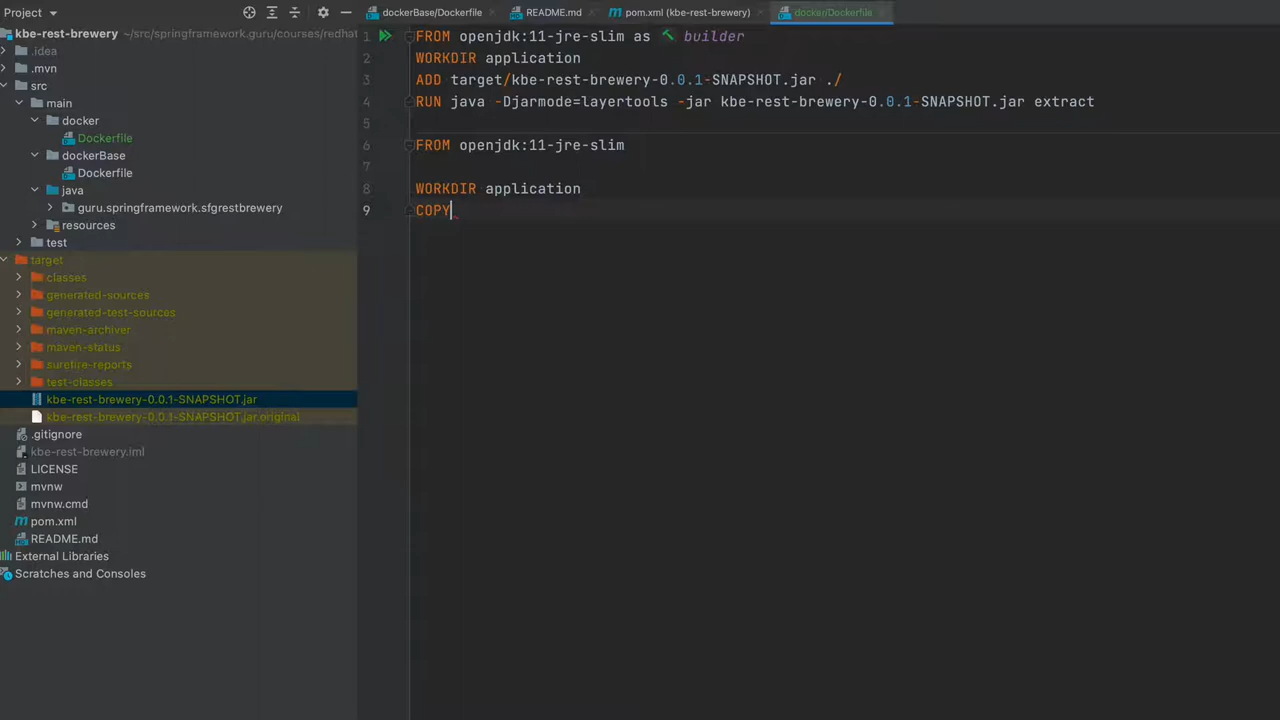 Project
dockerBase/Dockerfile
README.md
pom.xml (kbe-rest-brewery)
docker/Dockerfile
kbe-rest-brewery ~/src/springframework.guru/courses/redhat
.idea
.mvn
src
main
docker
Dockerfile
dockerBase
Dockerfile
java
guru.springframework.sfgrestbrewery
resources
test
target
classes
generated-sources
generated-test-sources
maven-archiver
maven-status
surefire-reports
test-classes
kbe-rest-brewery-0.0.1-SNAPSHOT.jar
kbe-rest-brewery-0.0.1-SNAPSHOT.jar.original
.gitignore
kbe-rest-brewery.iml
LICENSE
mvnw
mvnw.cmd
pom.xml
README.md
External Libraries
Scratches and Consoles
1 FROM openjdk:11-jre-slim as builder
2 WORKDIR application
3 ADD target/kbe-rest-brewery-0.0.1-SNAPSHOT.jar ./
4 RUN java -Djarmode=layertools -jar kbe-rest-brewery-0.0.1-SNAPSHOT.jar extract
5
6 FROM openjdk:11-jre-slim
7
8 WORKDIR application
9 COPY